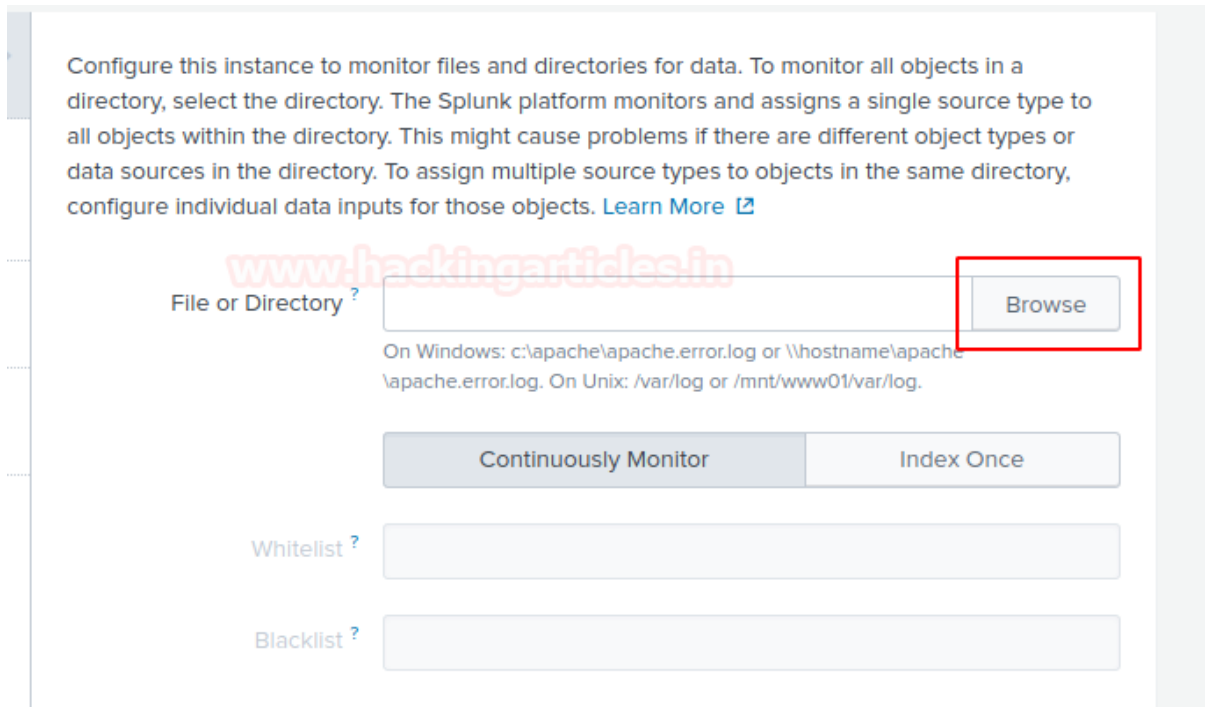 Configure this instance to monitor files and directories for data. To monitor all objects in a
directory, select the directory. The Splunk platform monitors and assigns a single source type to
all objects within the directory. This might cause problems if there are different object types or
data sources in the directory. To assign multiple source types to objects in the same directory,
configure individual data inputs for those objects. Learn More
www.hackingarticles.in
File or Directory ? Browse
On Windows: c:\apache\apache.error.log or \\hostname\apache
\apache.error.log. On Unix: /var/log or /mnt/www01/var/log.
Continuously Monitor Index Once
Whitelist ?
Blacklist ?